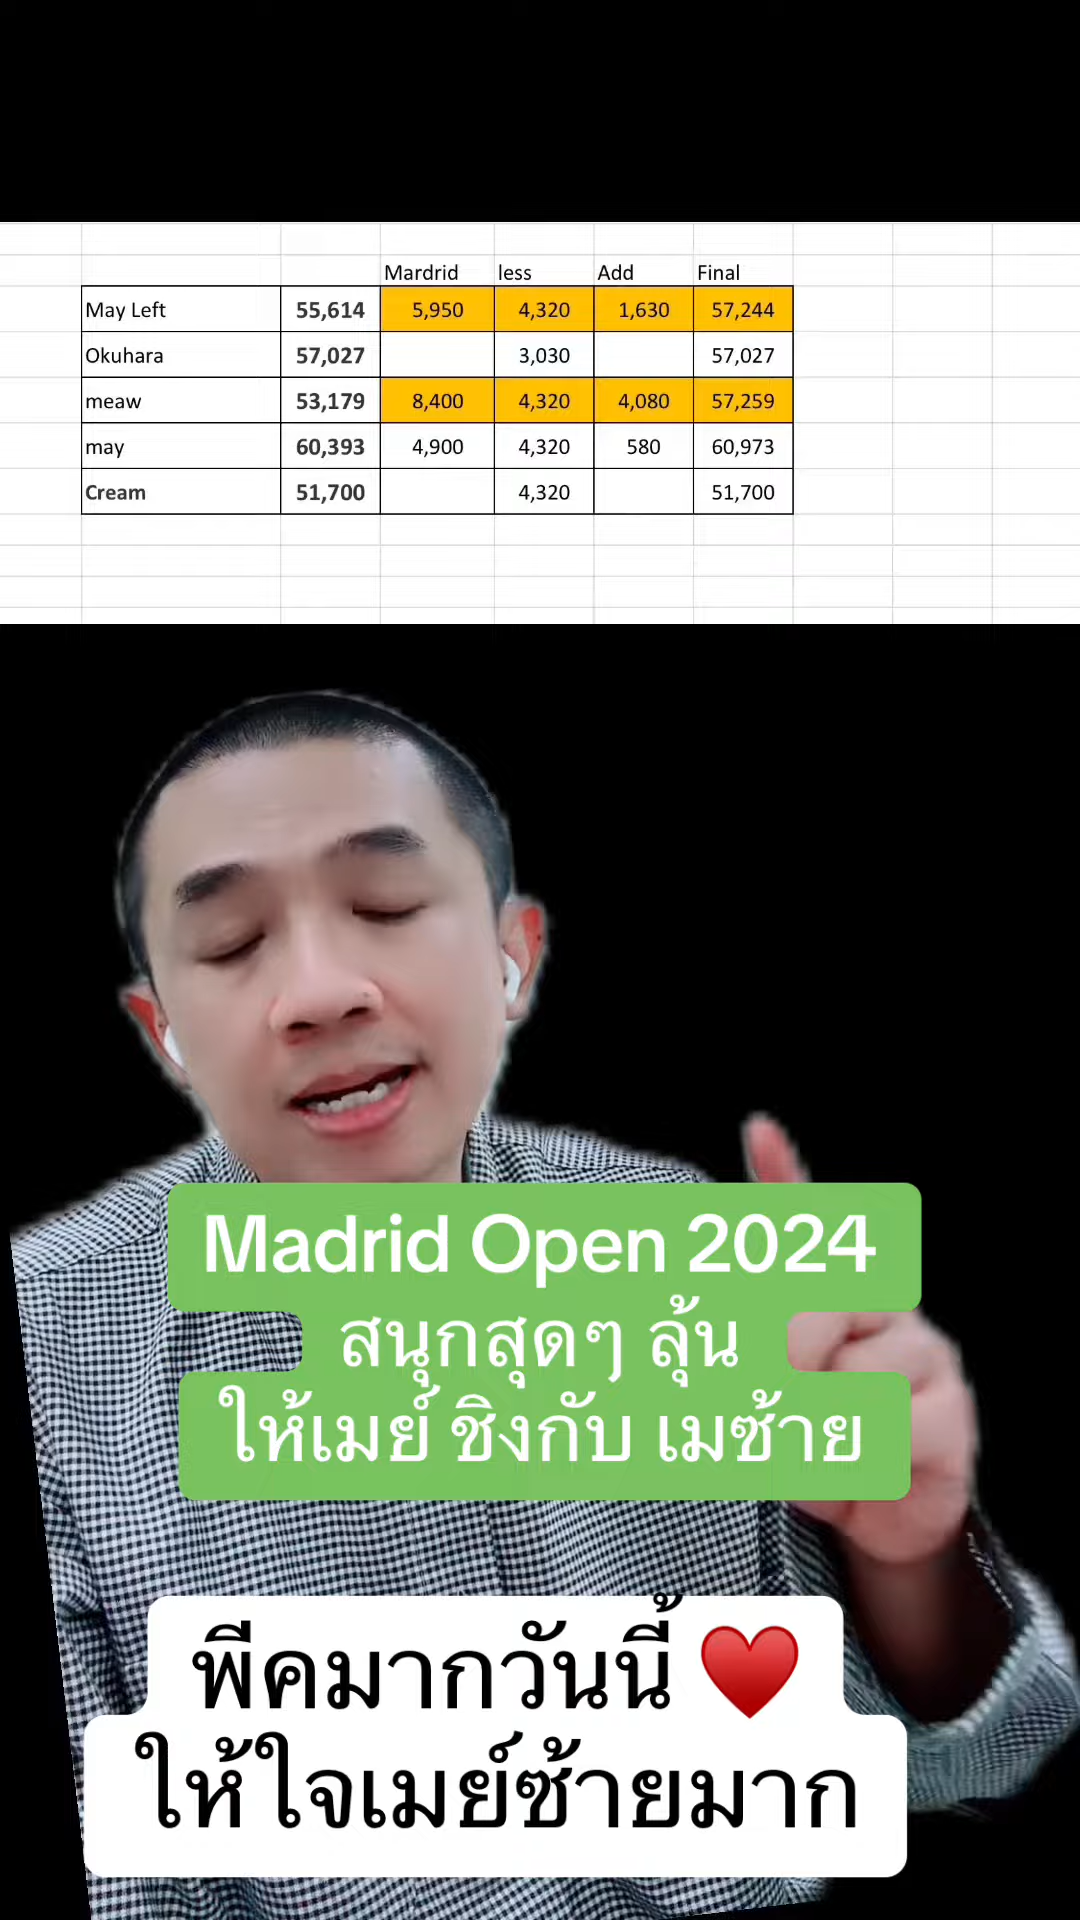 Mardrid less Add Final
May Left 55,614 5,950 4,320 1,630 57,244
Okuhara 57,027 3,030 57,027
meaw 53,179 8,400 4,320 4,080 57,259
may 60,393 4,900 4,320 580 60,973
Cream 51,700 4,320 51,700
Madrid Open 2024
สนุกสุดๆ ลุ้น
ให้เมย์ ชิงกับ เมซ้าย
พีคมากวันนี้ ♥️
ให้ใจเมย์ซ้ายมาก